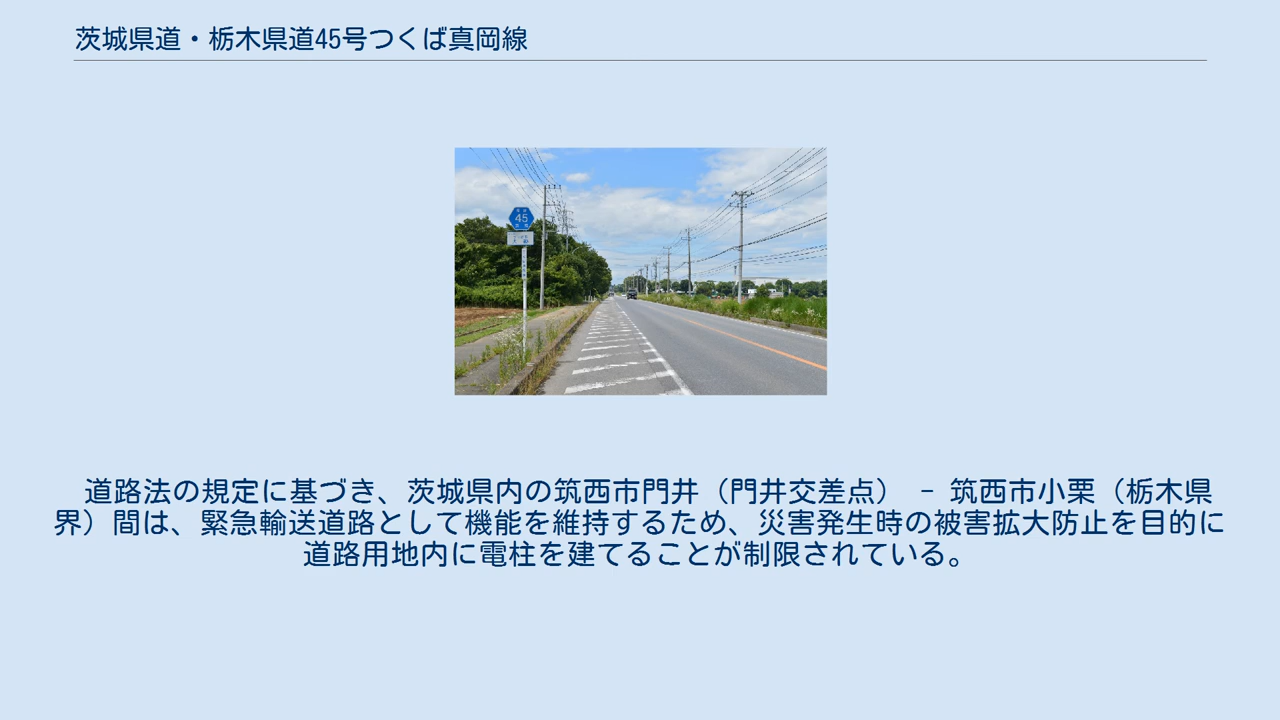 茨城県道・栃木県道45号つくば真岡線
45
道路法の規定に基づき、茨城県内の筑西市門井（門井交差点） - 筑西市小栗（栃木県
界）間は、緊急輸送道路として機能を維持するため、災害発生時の被害拡大防止を目的に
道路用地内に電柱を建てることが制限されている。